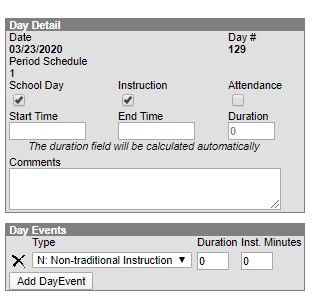 Day Detail
Date Day #
03/23/2020 129
Period Schedule
1
School Day Instruction Attendance
Start Time End Time Duration
0
The duration field will be calculated automatically
Comments
Day Events
Type Duration Inst. Minutes
N: Non-traditional Instruction 0 0
Add DayEvent